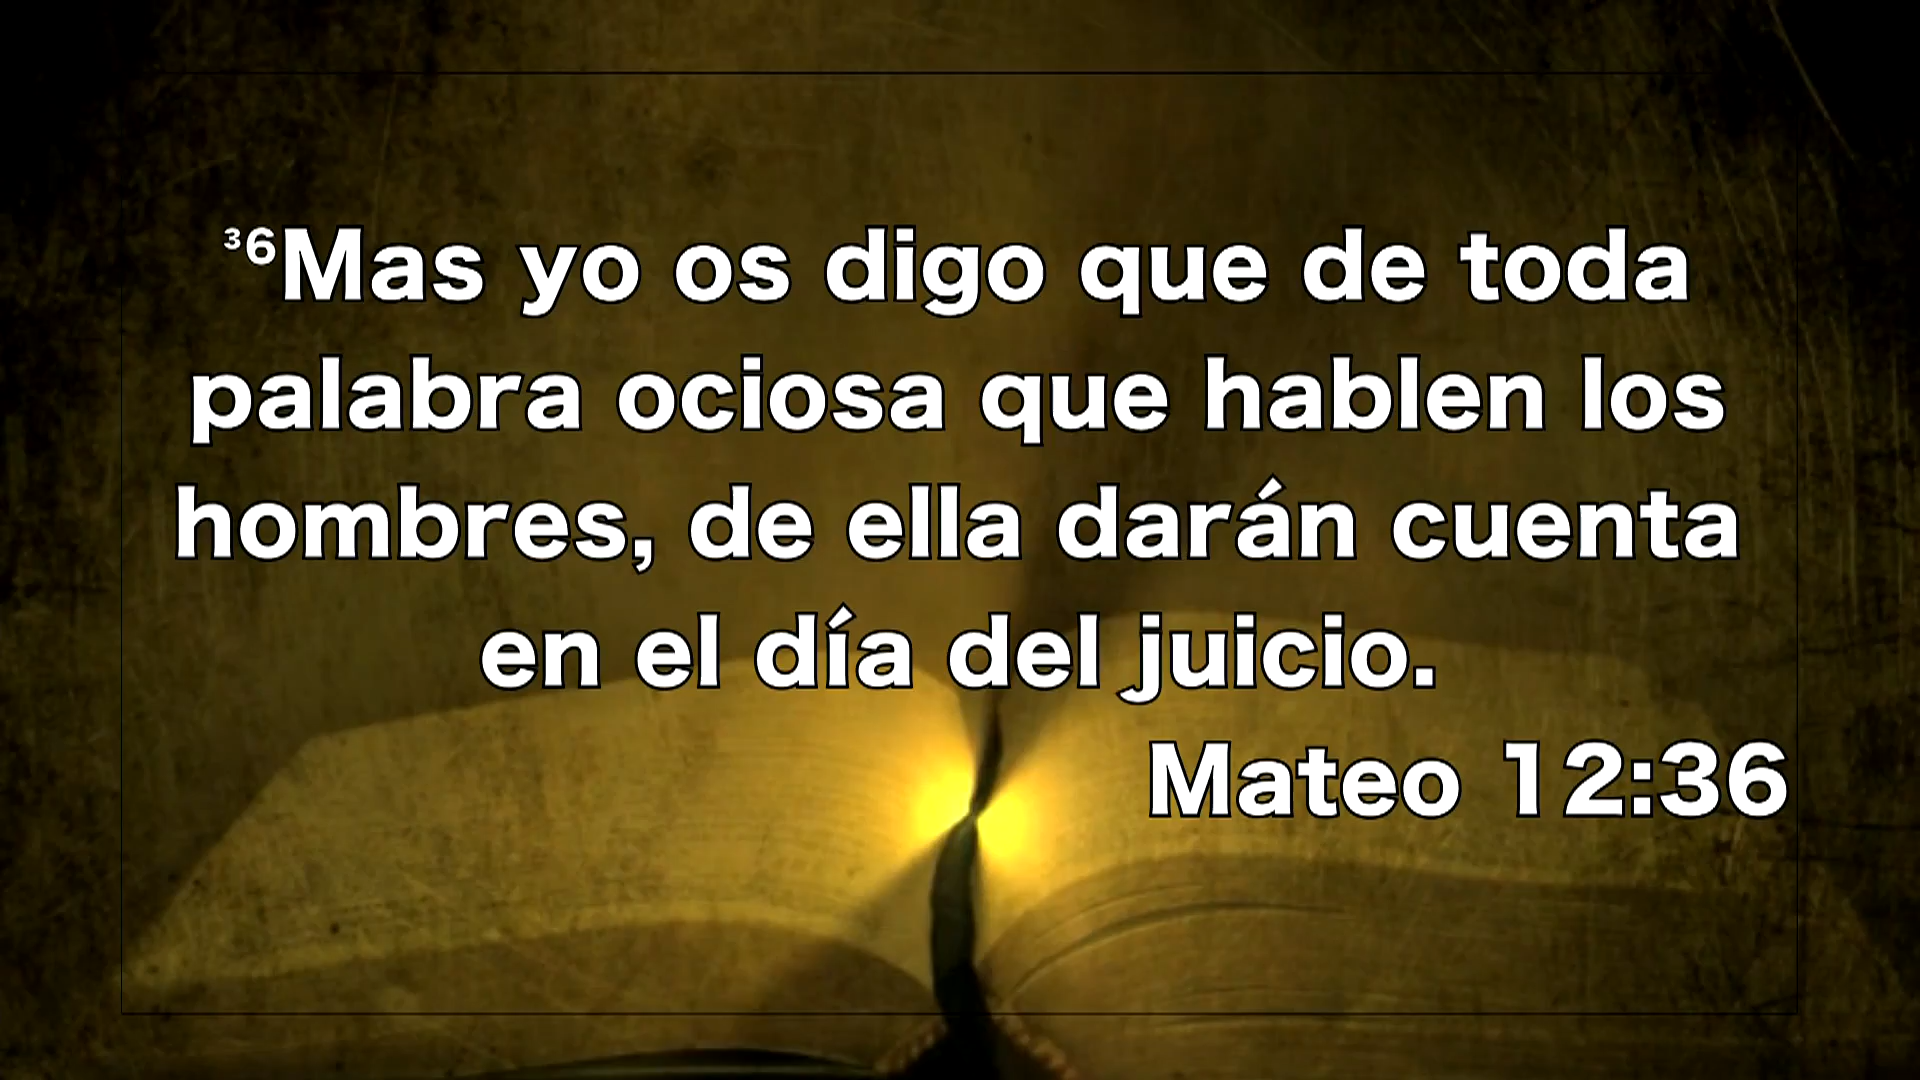 ³⁶Mas yo os digo que de toda
palabra ociosa que hablen los
hombres, de ella darán cuenta
en el día del juicio.
Mateo 12:36